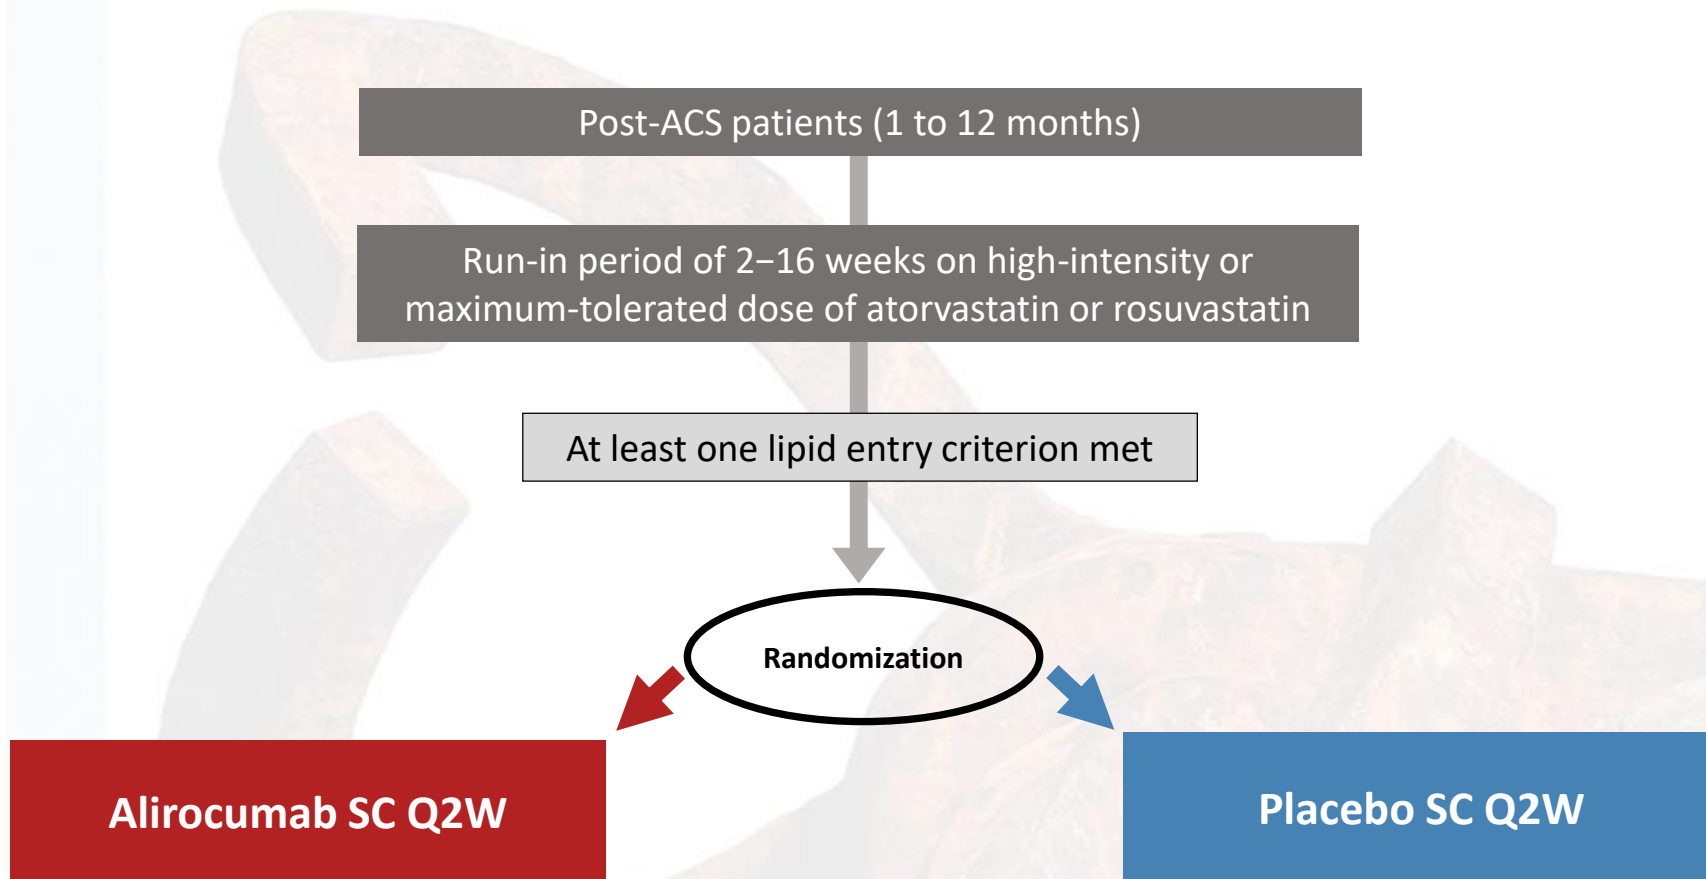 Post-ACS patients (1 to 12 months)
Run-in period of 2−16 weeks on high-intensity or
maximum-tolerated dose of atorvastatin or rosuvastatin
At least one lipid entry criterion met
Randomization
Alirocumab SC Q2W
Placebo SC Q2W